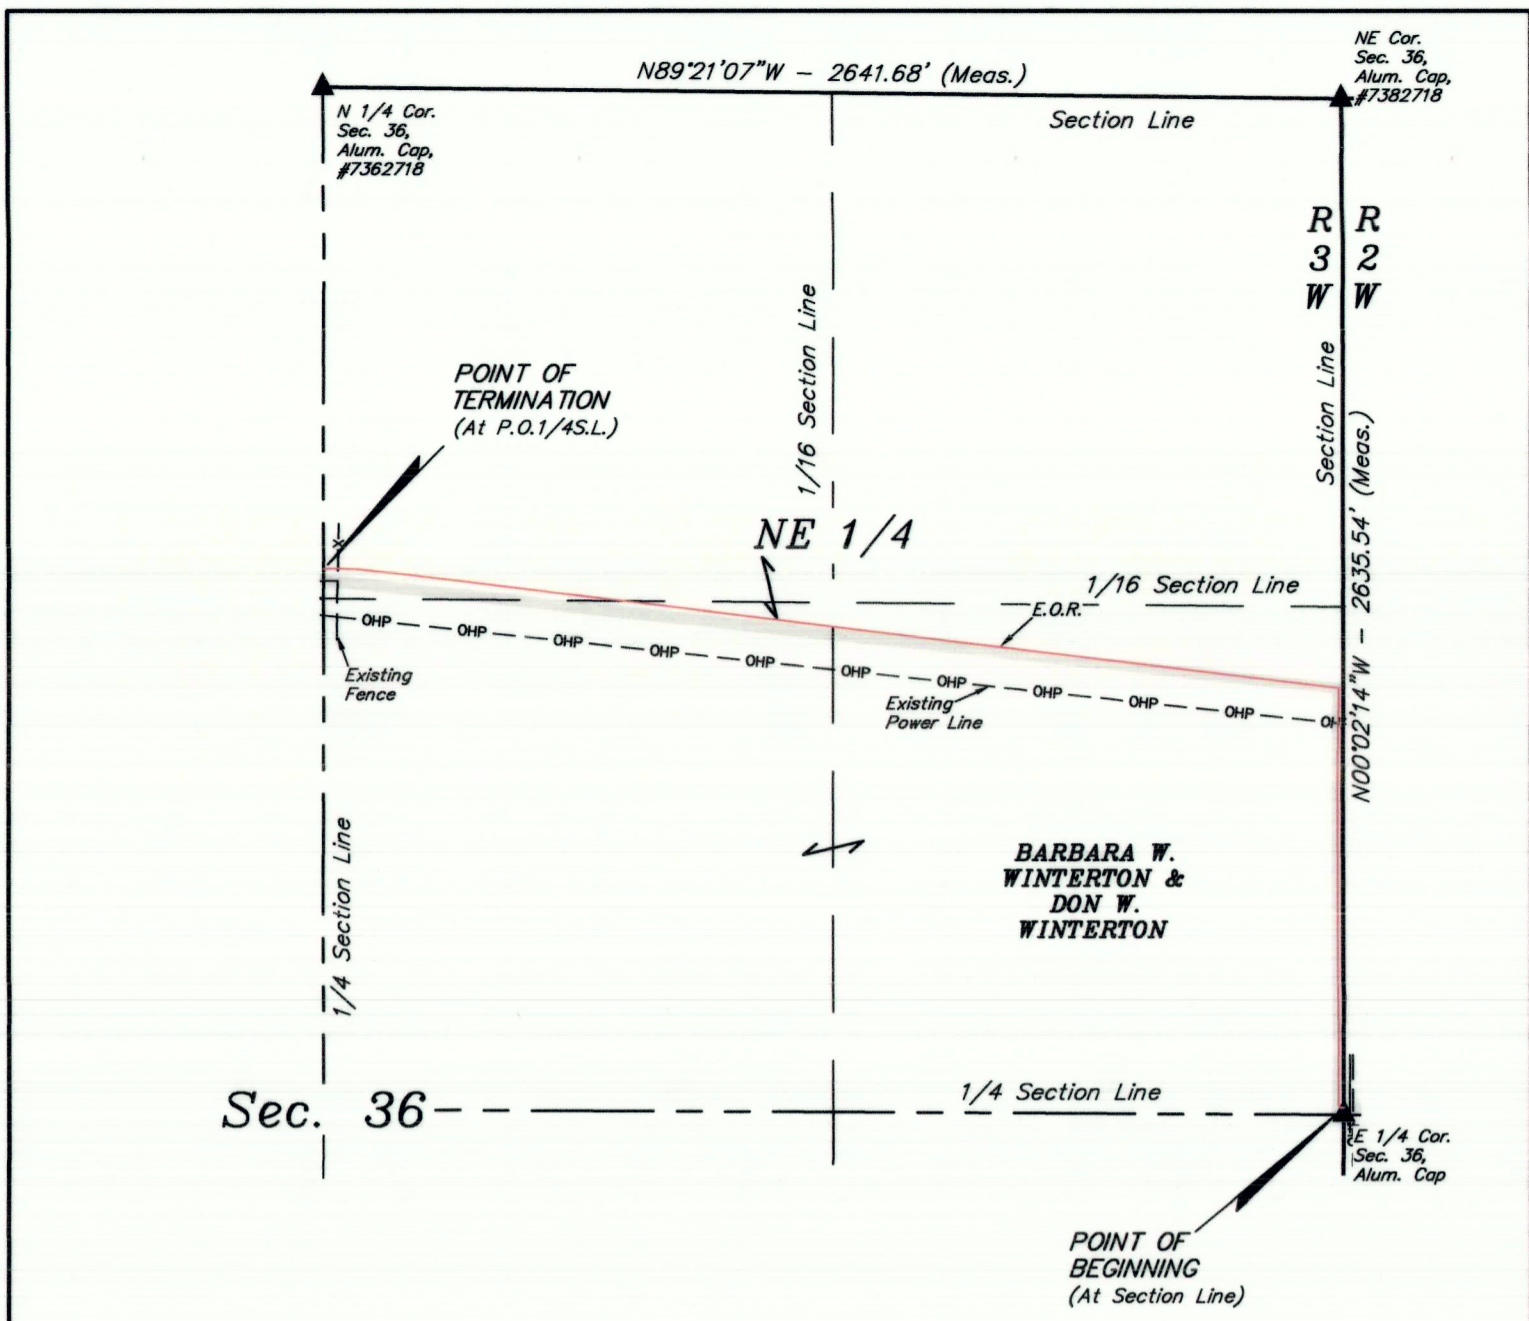 N89°21'07"W - 2641.68' (Meas.)
NE Cor.
Sec. 36,
Alum. Cap,
#7382718
N 1/4 Cor.
Sec. 36,
Alum. Cap,
#7362718
Section Line
R R
3 2
W W
1/16 Section Line
Section Line
N00°02'14"W - 2635.54' (Meas.)
POINT OF
TERMINATION
(At P.O.1/4S.L.)
NE 1/4
x
1/16 Section Line
E.O.R.
OHP OHP OHP OHP OHP OHP OHP OHP OHP OHP OHP
Existing
Fence
Existing
Power Line
1/4 Section Line
BARBARA W.
WINTERTON &
DON W.
WINTERTON
Sec. 36
1/4 Section Line
E 1/4 Cor.
Sec. 36,
Alum. Cap
POINT OF
BEGINNING
(At Section Line)